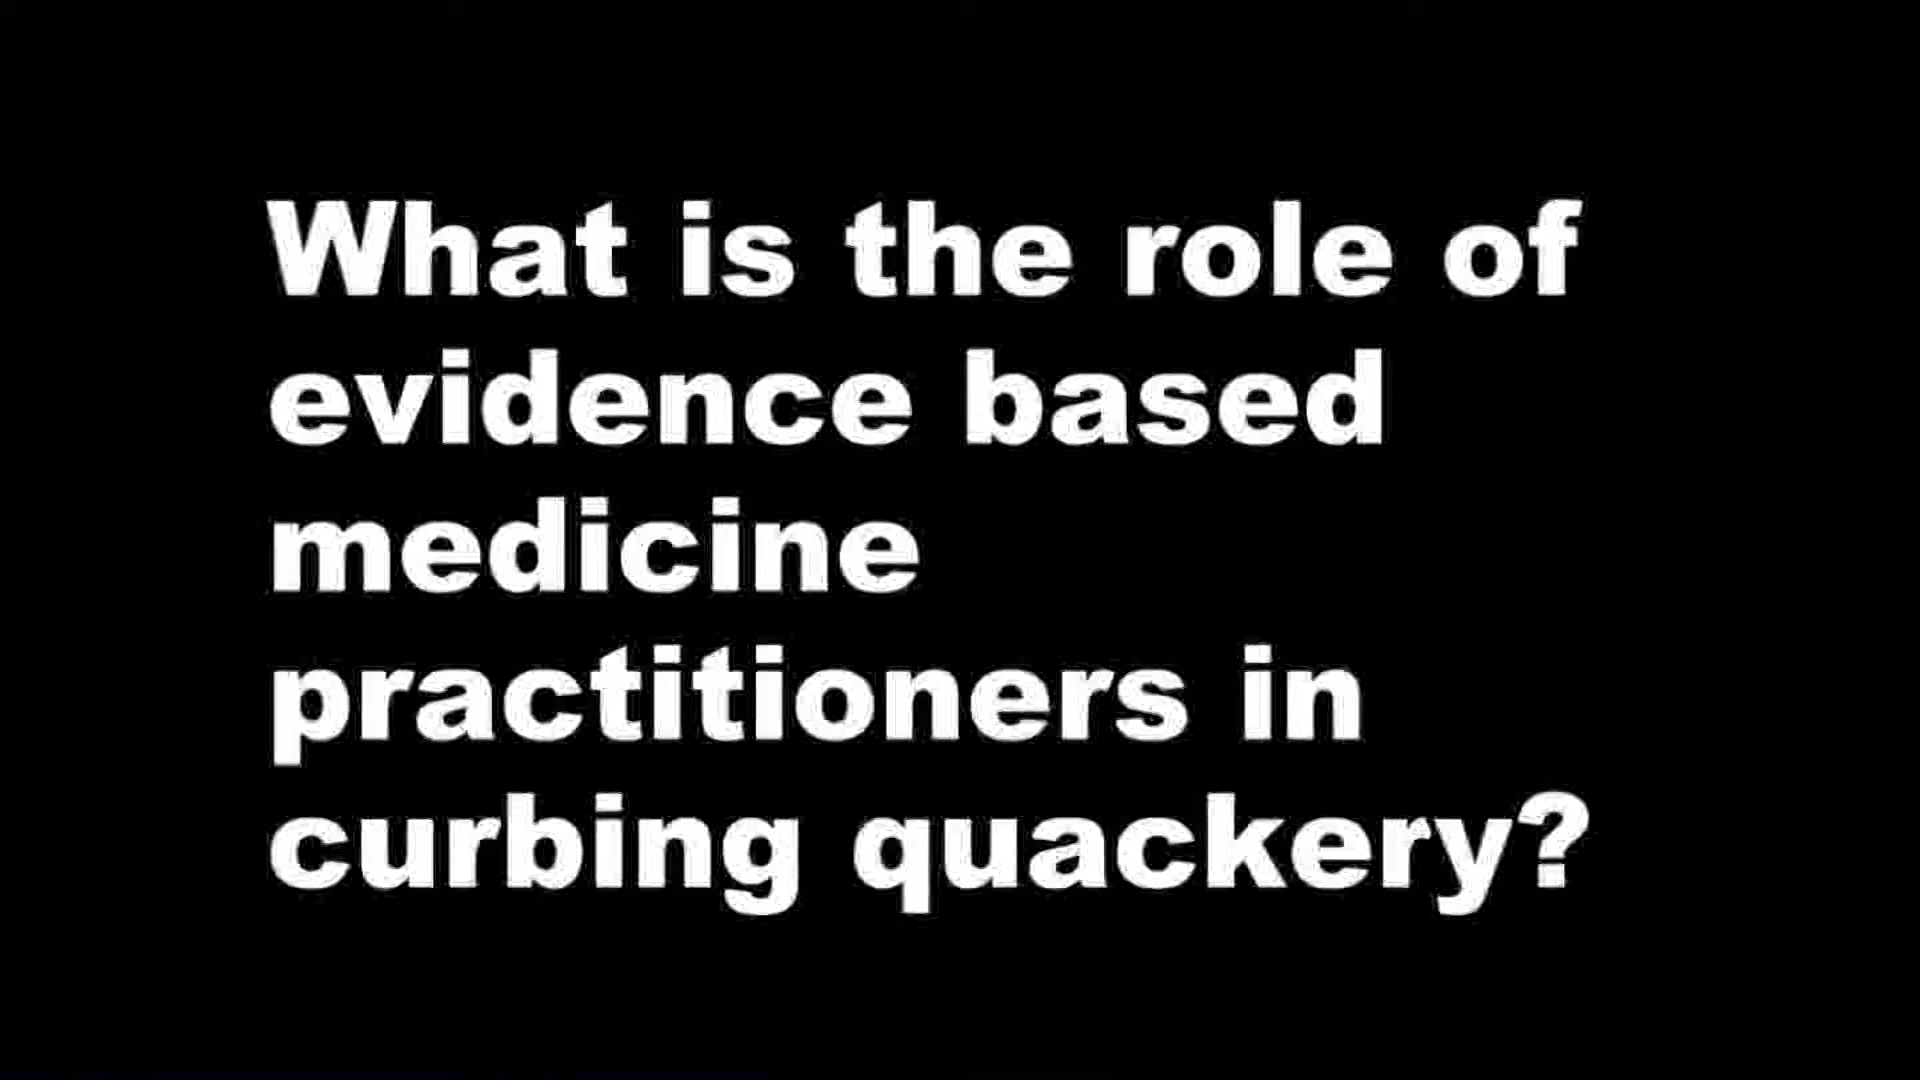 What is the role of
evidence based
medicine
practitioners in
curbing quackery?